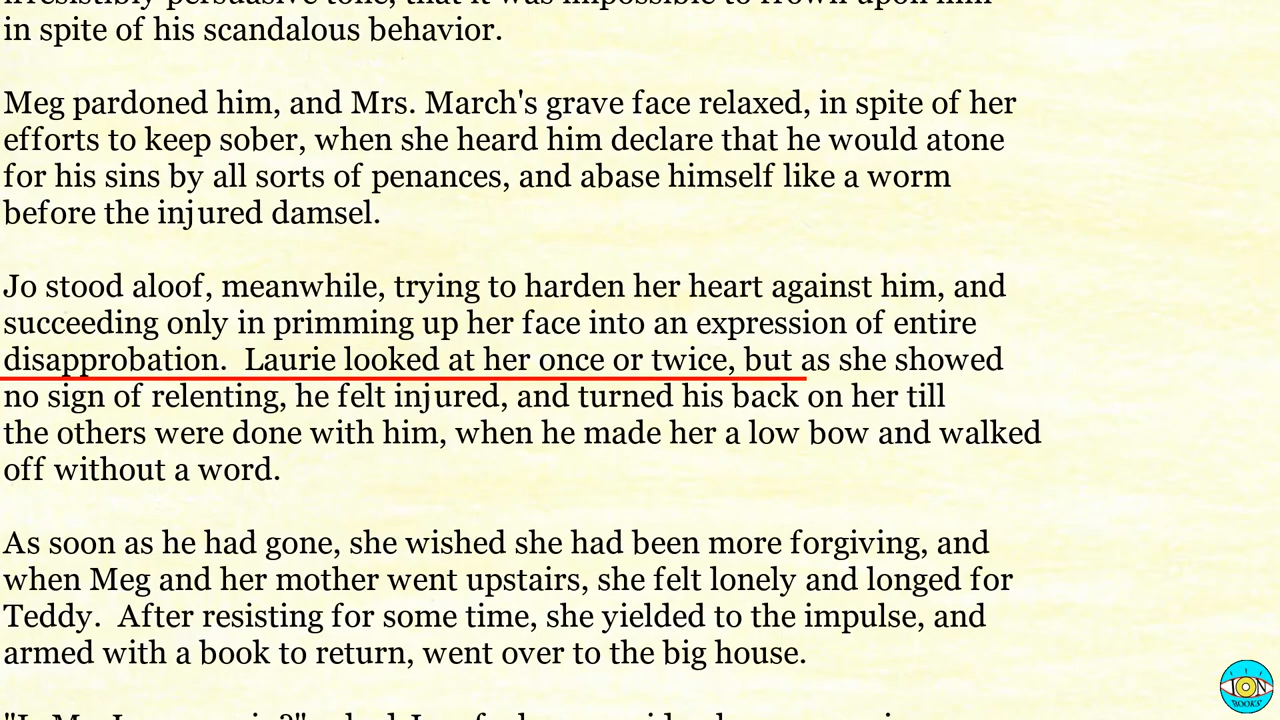 in spite of his scandalous behavior.
Meg pardoned him, and Mrs. March's grave face relaxed, in spite of her
efforts to keep sober, when she heard him declare that he would atone
for his sins by all sorts of penances, and abase himself like a worm
before the injured damsel.
Jo stood aloof, meanwhile, trying to harden her heart against him, and
succeeding only in primming up her face into an expression of entire
disapprobation.  Laurie looked at her once or twice, but as she showed
no sign of relenting, he felt injured, and turned his back on her till
the others were done with him, when he made her a low bow and walked
off without a word.
As soon as he had gone, she wished she had been more forgiving, and
when Meg and her mother went upstairs, she felt lonely and longed for
Teddy.  After resisting for some time, she yielded to the impulse, and
armed with a book to return, went over to the big house.
ION
BOOKS